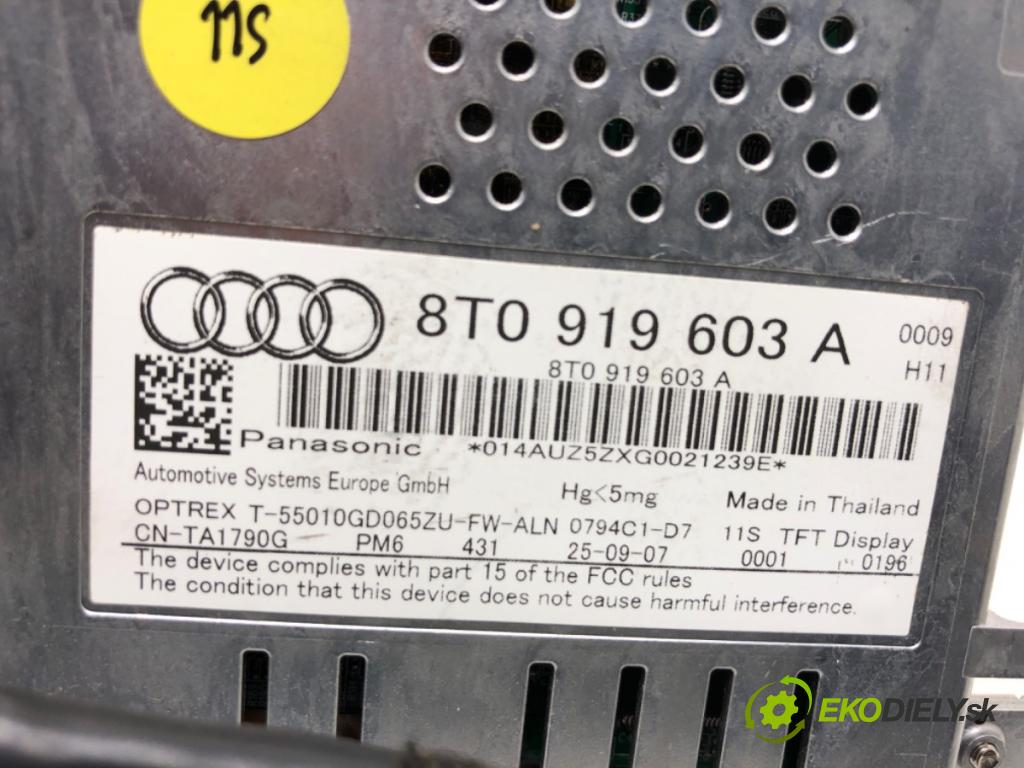 11S
8T0 919 603 A
0009
H11
8T0 919 603 A
Panasonic *014AUZ5ZXG0021239E*
Automotive Systems Europe GmbH
Hg<5mg
Made in Thailand
OPTREX T-55010GD065ZU-FW-ALN 0794C1-D7 11S TFT Display
CN-TA1790G PM6 431 25-09-07 0001 0196
The device complies with part 15 of the FCC rules
The condition that this device does not cause harmful interference.
EKODIELY.sk